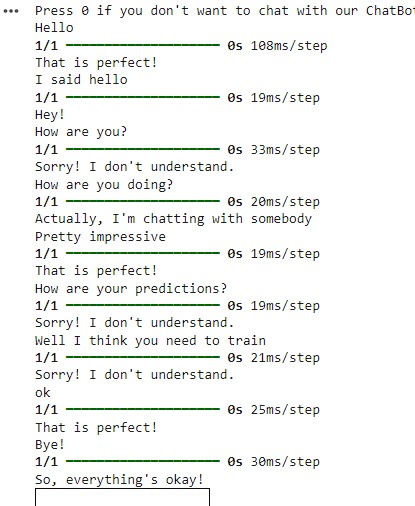 ••• Press 0 if you don't want to chat with our ChatBot
Hello
1/1 ━━━━━━━━━━━━━━━━━━━━ 0s 108ms/step
That is perfect!
I said hello
1/1 ━━━━━━━━━━━━━━━━━━━━ 0s 19ms/step
Hey!
How are you?
1/1 ━━━━━━━━━━━━━━━━━━━━ 0s 33ms/step
Sorry! I don't understand.
How are you doing?
1/1 ━━━━━━━━━━━━━━━━━━━━ 0s 20ms/step
Actually, I'm chatting with somebody
Pretty impressive
1/1 ━━━━━━━━━━━━━━━━━━━━ 0s 19ms/step
That is perfect!
How are your predictions?
1/1 ━━━━━━━━━━━━━━━━━━━━ 0s 19ms/step
Sorry! I don't understand.
Well I think you need to train
1/1 ━━━━━━━━━━━━━━━━━━━━ 0s 21ms/step
Sorry! I don't understand.
ok
1/1 ━━━━━━━━━━━━━━━━━━━━ 0s 25ms/step
That is perfect!
Bye!
1/1 ━━━━━━━━━━━━━━━━━━━━ 0s 30ms/step
So, everything's okay!